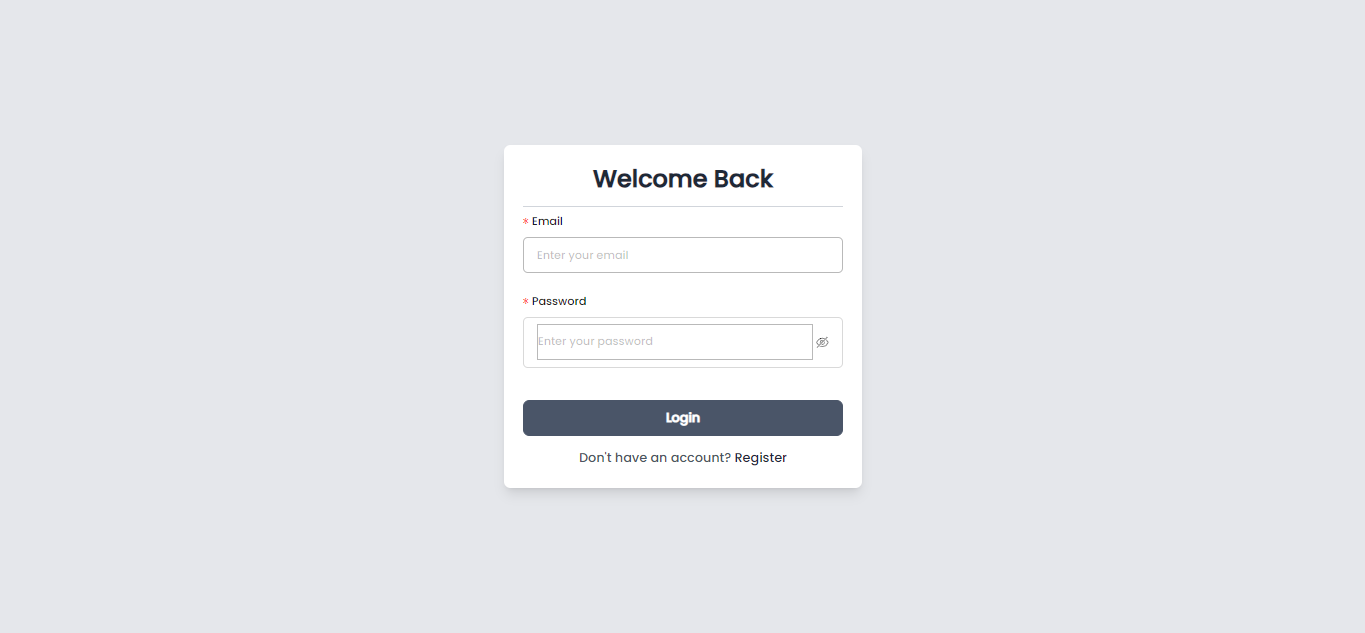 Welcome Back
* Email
Enter your email
* Password
Enter your password
Login
Don't have an account? Register